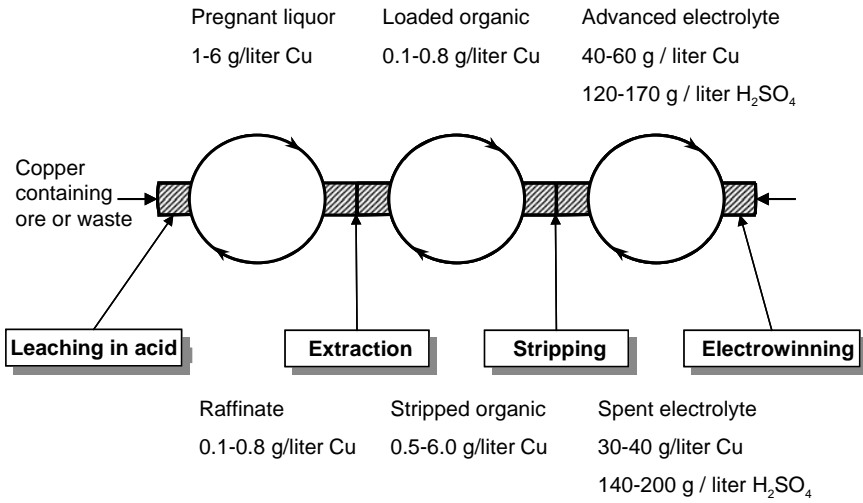 Pregnant liquor
1-6 g/liter Cu
Loaded organic
0.1-0.8 g/liter Cu
Advanced electrolyte
40-60 g / liter Cu
120-170 g / liter H₂SO₄
Copper
containing
ore or waste
Leaching in acid
Extraction
Stripping
Electrowinning
Raffinate
0.1-0.8 g/liter Cu
Stripped organic
0.5-6.0 g/liter Cu
Spent electrolyte
30-40 g/liter Cu
140-200 g / liter H₂SO₄